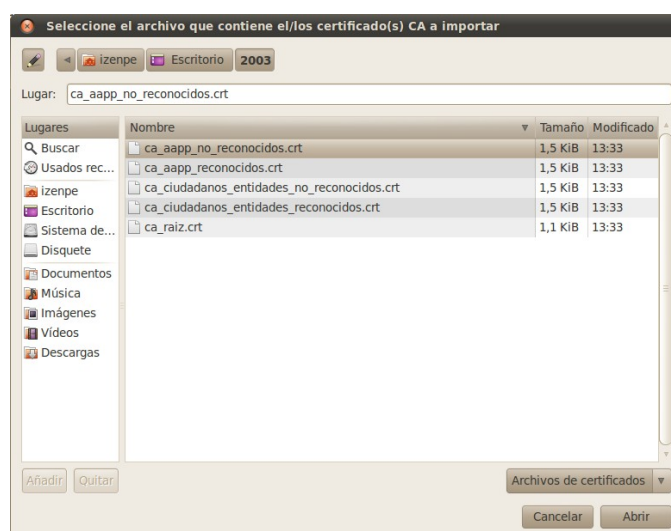 Seleccione el archivo que contiene el/los certificado(s) CA a importar
izenpe Escritorio 2003
Lugar: ca_aapp_no_reconocidos.crt
Lugares Nombre Tamaño Modificado
Buscar ca_aapp_no_reconocidos.crt 1,5 KiB 13:33
Usados rec... ca_aapp_reconocidos.crt 1,5 KiB 13:33
izenpe ca_ciudadanos_entidades_no_reconocidos.crt 1,5 KiB 13:33
Escritorio ca_ciudadanos_entidades_reconocidos.crt 1,5 KiB 13:33
Sistema de... ca_raiz.crt 1,1 KiB 13:33
Disquete
Documentos
Música
Imágenes
Vídeos
Descargas
Añadir Quitar Archivos de certificados
Cancelar Abrir